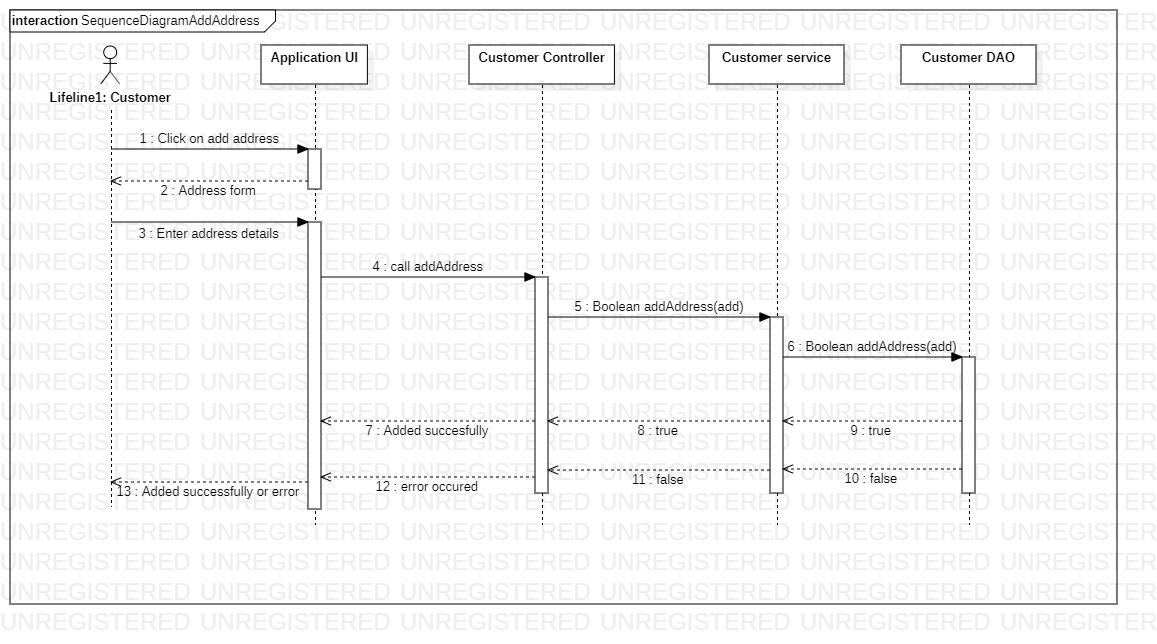 interaction SequenceDiagramAddAddress
Lifeline1: Customer
Application UI
Customer Controller
Customer service
Customer DAO
1 : Click on add address
2 : Address form
3 : Enter address details
4 : call addAddress
5 : Boolean addAddress(add)
6 : Boolean addAddress(add)
7 : Added succesfully
8 : true
9 : true
10 : false
11 : false
12 : error occured
13 : Added successfully or error
UNREGISTERED